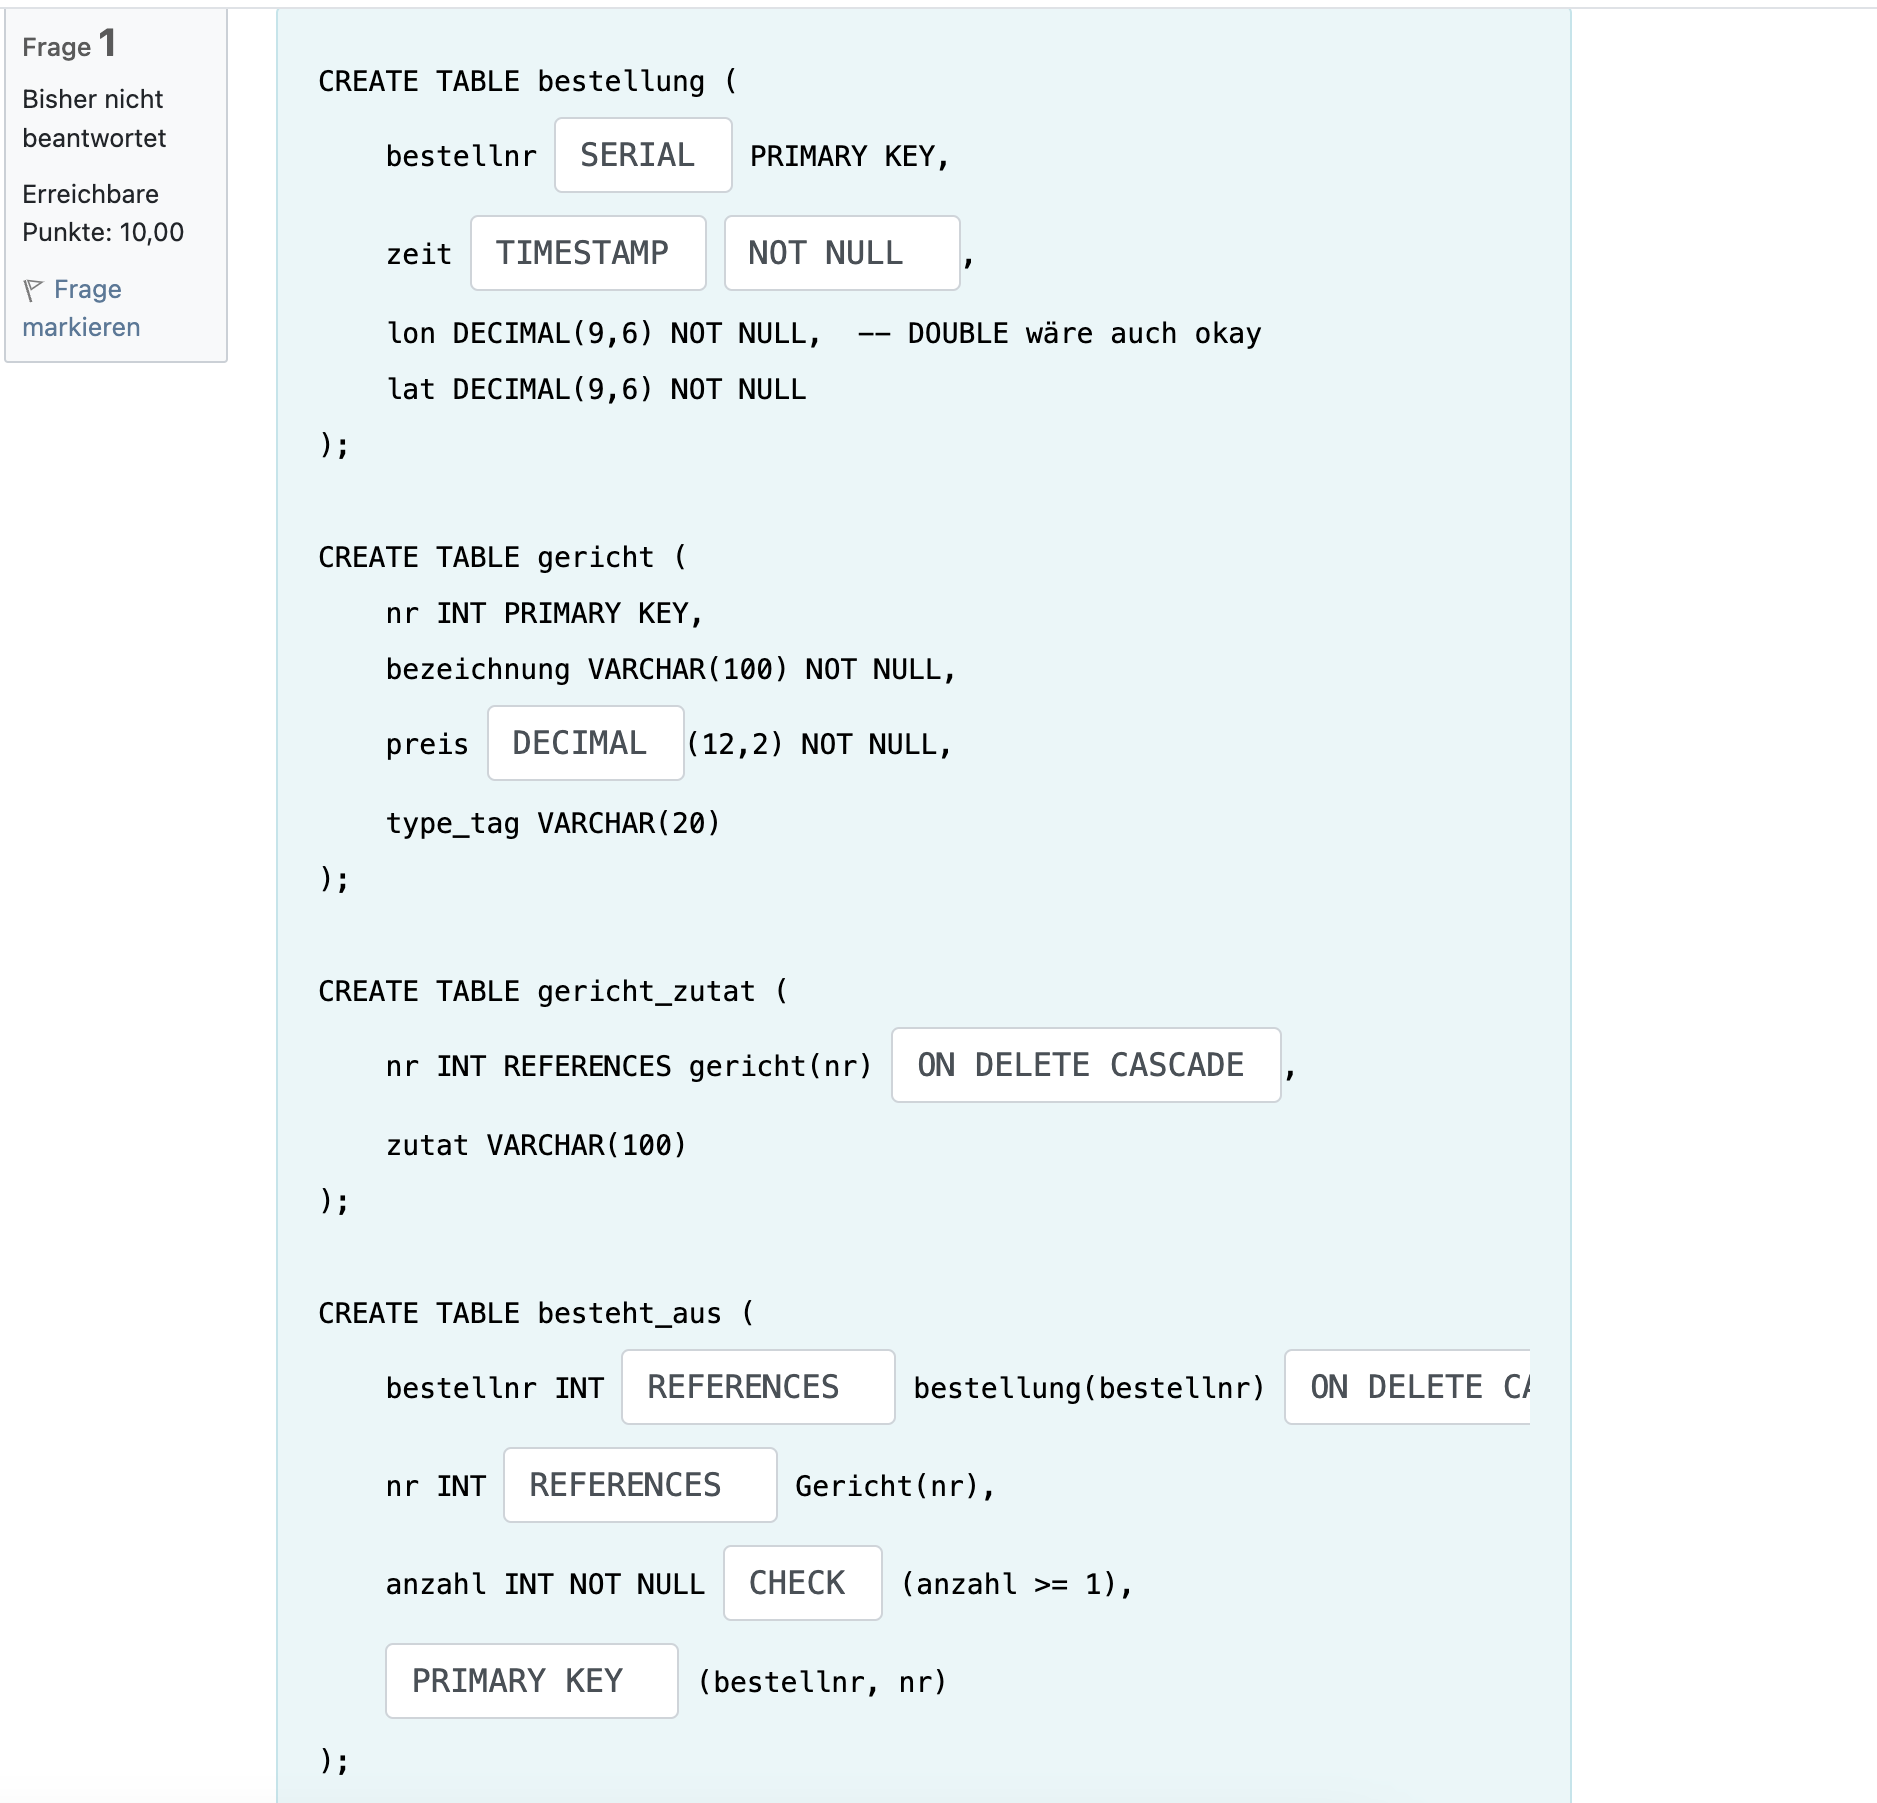 Frage 1
Bisher nicht
beantwortet
Erreichbare
Punkte: 10,00
Frage
markieren
CREATE TABLE bestellung (
bestellnr SERIAL PRIMARY KEY,
zeit TIMESTAMP NOT NULL ,
lon DECIMAL(9,6) NOT NULL, -- DOUBLE wäre auch okay
lat DECIMAL(9,6) NOT NULL
);
CREATE TABLE gericht (
nr INT PRIMARY KEY,
bezeichnung VARCHAR(100) NOT NULL,
preis DECIMAL (12,2) NOT NULL,
type_tag VARCHAR(20)
);
CREATE TABLE gericht_zutat (
nr INT REFERENCES gericht(nr) ON DELETE CASCADE ,
zutat VARCHAR(100)
);
CREATE TABLE besteht_aus (
bestellnr INT REFERENCES bestellung(bestellnr) ON DELETE
nr INT REFERENCES Gericht(nr),
anzahl INT NOT NULL CHECK (anzahl >= 1),
PRIMARY KEY (bestellnr, nr)
);